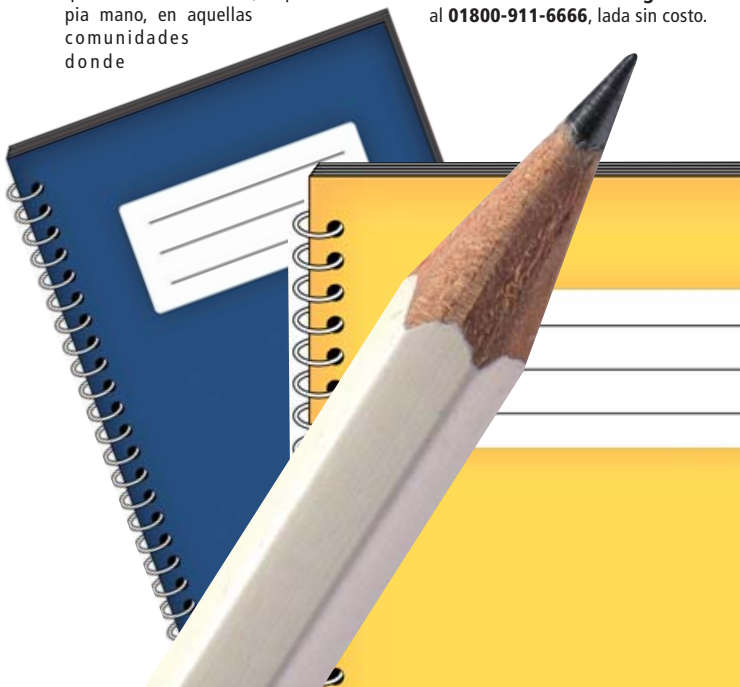 pia mano, en aquellas
comunidades
donde
al 01800-911-6666, lada sin costo.